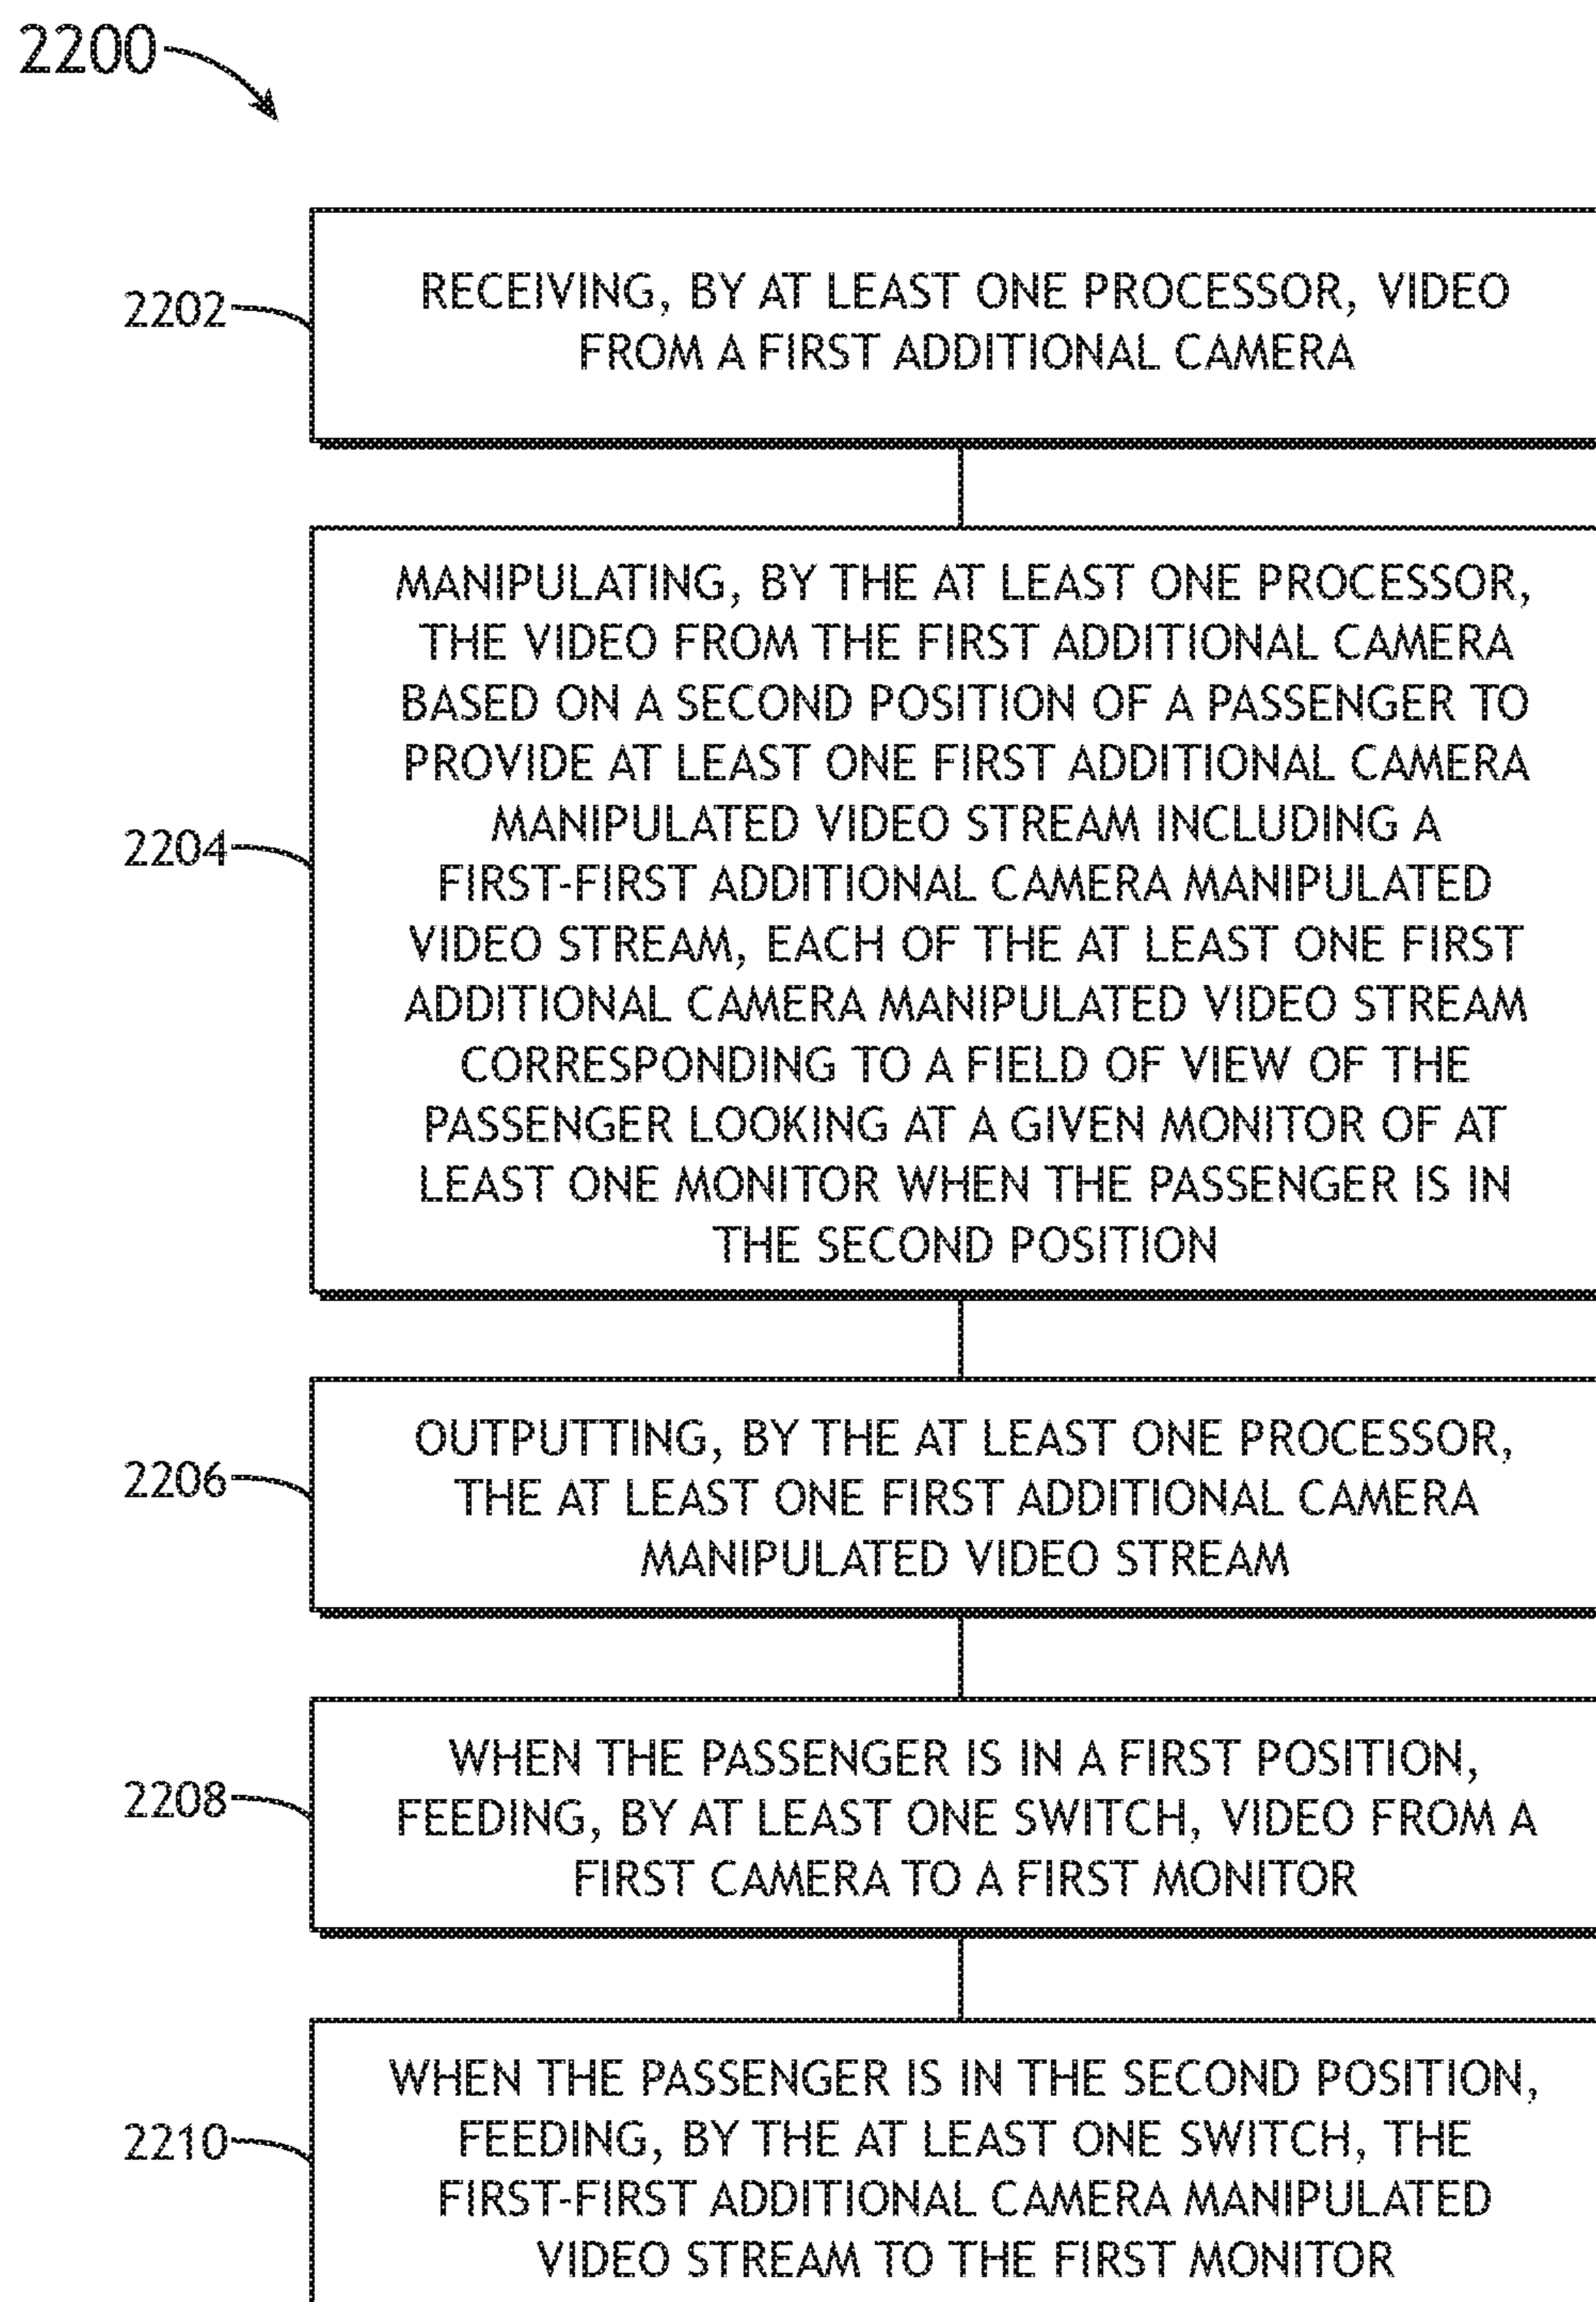 2200
2202
RECEIVING, BY AT LEAST ONE PROCESSOR, VIDEO
FROM A FIRST ADDITIONAL CAMERA
2204
MANIPULATING, BY THE AT LEAST ONE PROCESSOR,
THE VIDEO FROM THE FIRST ADDITIONAL CAMERA
BASED ON A SECOND POSITION OF A PASSENGER TO
PROVIDE AT LEAST ONE FIRST ADDITIONAL CAMERA
MANIPULATED VIDEO STREAM INCLUDING A
FIRST-FIRST ADDITIONAL CAMERA MANIPULATED
VIDEO STREAM, EACH OF THE AT LEAST ONE FIRST
ADDITIONAL CAMERA MANIPULATED VIDEO STREAM
CORRESPONDING TO A FIELD OF VIEW OF THE
PASSENGER LOOKING AT A GIVEN MONITOR OF AT
LEAST ONE MONITOR WHEN THE PASSENGER IS IN
THE SECOND POSITION
2206
OUTPUTTING, BY THE AT LEAST ONE PROCESSOR,
THE AT LEAST ONE FIRST ADDITIONAL CAMERA
MANIPULATED VIDEO STREAM
2208
WHEN THE PASSENGER IS IN A FIRST POSITION,
FEEDING, BY AT LEAST ONE SWITCH, VIDEO FROM A
FIRST CAMERA TO A FIRST MONITOR
2210
WHEN THE PASSENGER IS IN THE SECOND POSITION,
FEEDING, BY THE AT LEAST ONE SWITCH, THE
FIRST-FIRST ADDITIONAL CAMERA MANIPULATED
VIDEO STREAM TO THE FIRST MONITOR